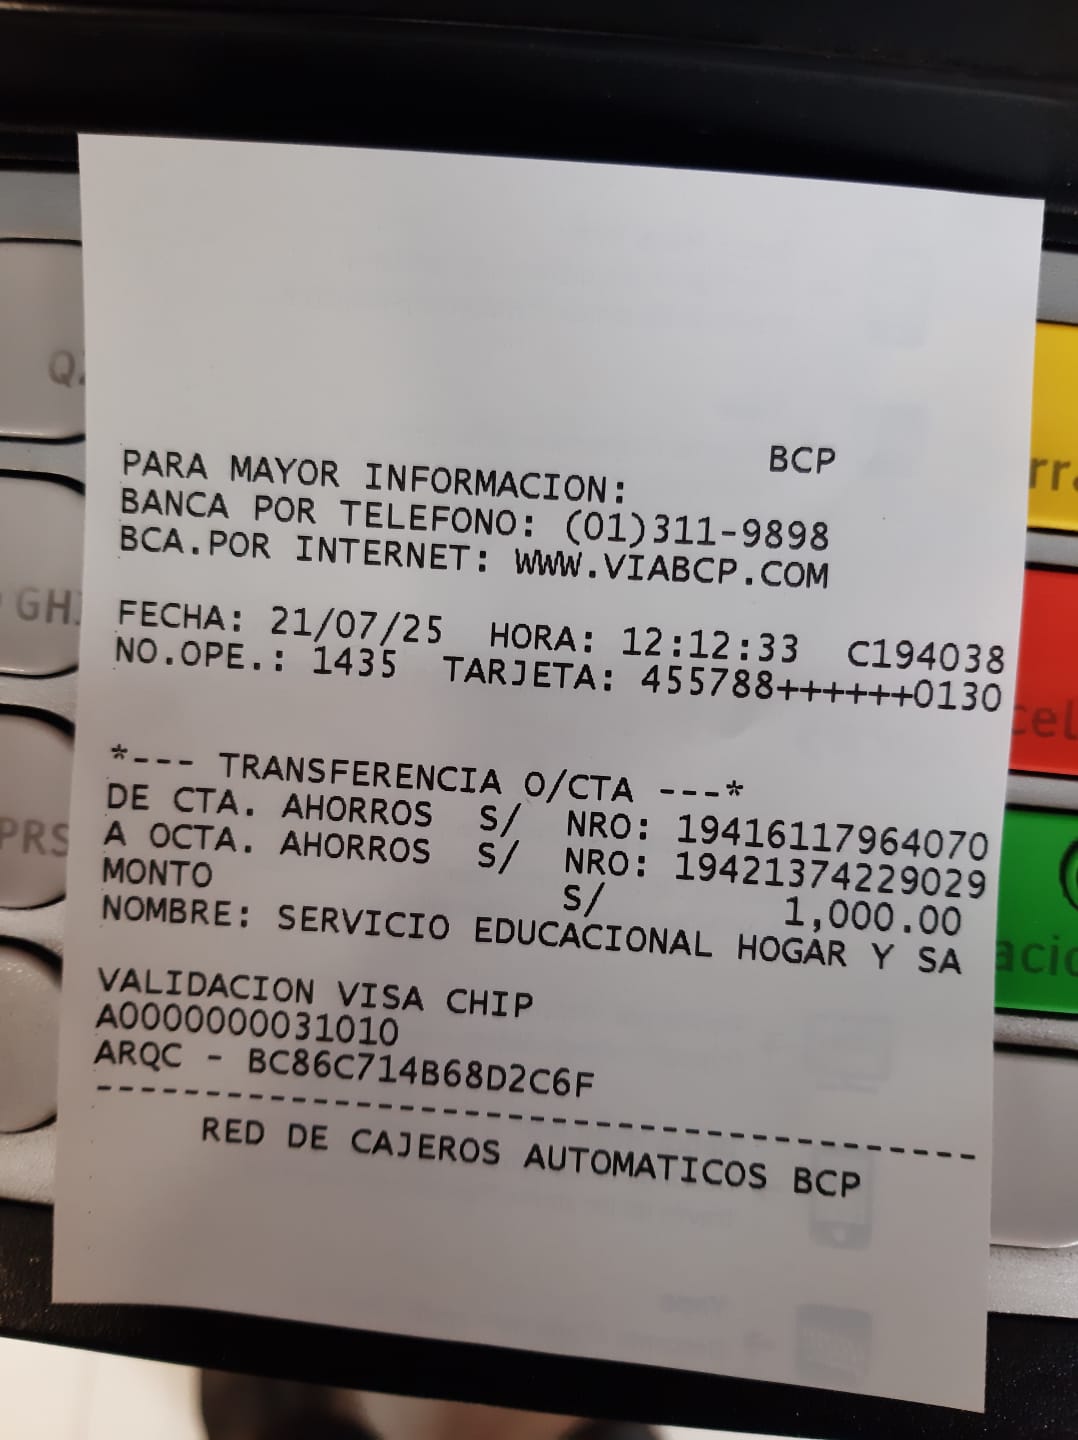 BCP
PARA MAYOR INFORMACION:
BANCA POR TELEFONO: (01)311-9898
BCA.POR INTERNET: WWW.VIABCP.COM
FECHA: 21/07/25 HORA: 12:12:33 C194038
NO.OPE.: 1435 TARJETA: 455788++++++0130
*--- TRANSFERENCIA O/CTA ---*
DE CTA. AHORROS S/ NRO: 19416117964070
A OCTA. AHORROS S/ NRO: 19421374229029
MONTO S/ 1,000.00
NOMBRE: SERVICIO EDUCACIONAL HOGAR Y SA
VALIDACION VISA CHIP
A0000000031010
ARQC - BC86C714B68D2C6F
----------------------------------------
RED DE CAJEROS AUTOMATICOS BCP
GH
PRS